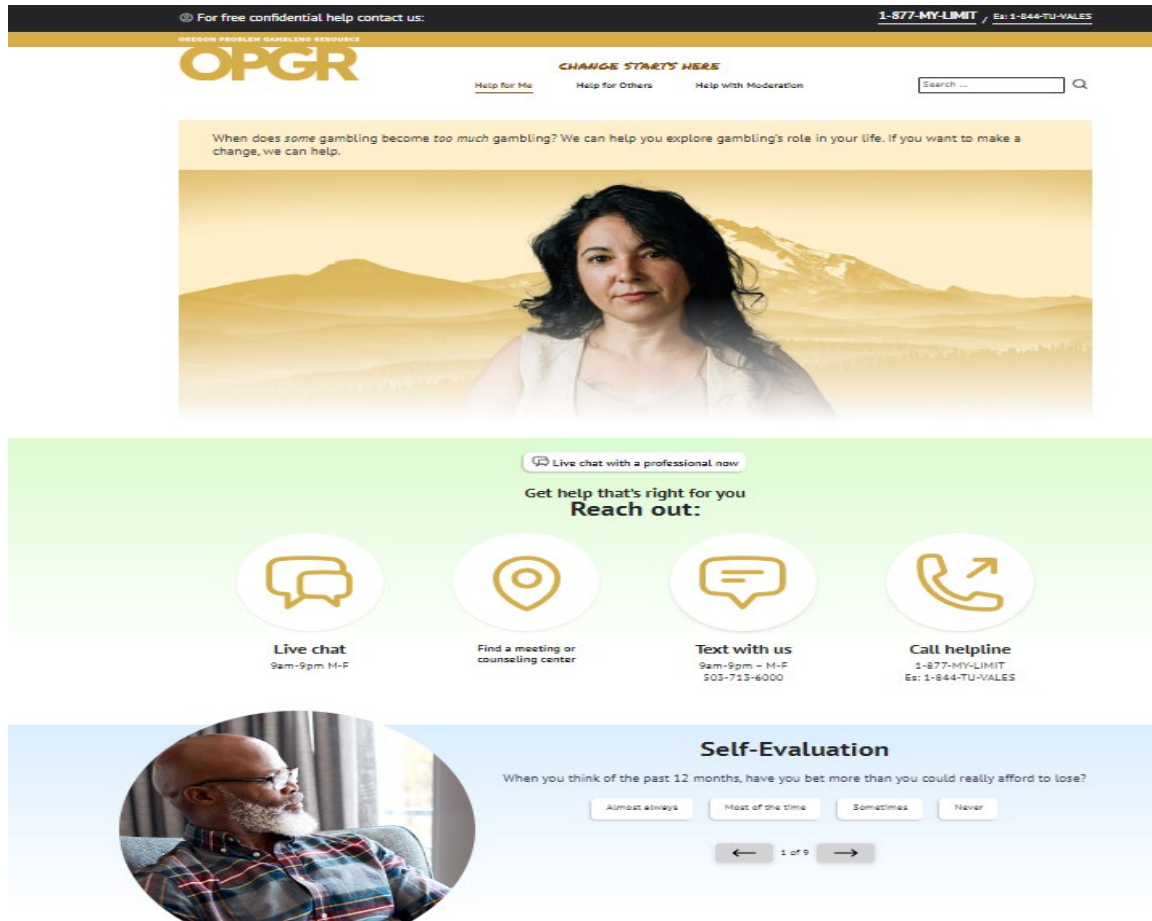 For free confidential help contact us:
1-877-MY-LIMIT / Es: 1-844-TU-VALES
OREGON PROBLEM GAMBLING RESOURCE
OPGR
CHANGE STARTS HERE
Help for Me Help for Others Help with Moderation
Search ...
When does some gambling become too much gambling? We can help you explore gambling's role in your life. If you want to make a
change, we can help.
Live chat with a professional now
Get help that's right for you
Reach out:
Live chat
9am-9pm M-F
Find a meeting or
counseling center
Text with us
9am-9pm – M-F
503-713-6000
Call helpline
1-877-MY-LIMIT
Es: 1-844-TU-VALES
Self-Evaluation
When you think of the past 12 months, have you bet more than you could really afford to lose?
Almost always Most of the time Sometimes Never
← 1 of 9 →